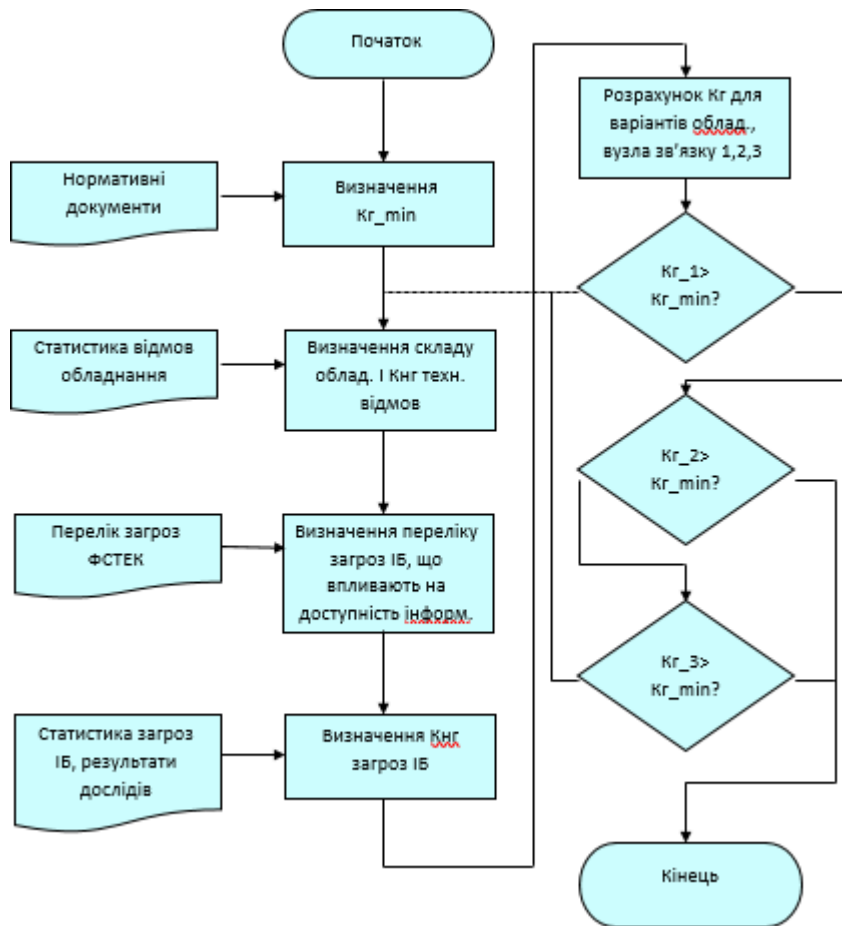 Початок
Нормативні
документи
Визначення
Кг_min
Статистика відмов
обладнання
Визначення складу
облад. І Кнг техн.
відмов
Перелік загроз
ФСТЕК
Визначення переліку
загроз ІБ, що
впливають на
доступність інформ.
Статистика загроз
ІБ, результати
дослідів
Визначення Кнг
загроз ІБ
Розрахунок Кг для
варіантів облад.,
вузла зв’язку 1,2,3
Кг_1>
Кг_min?
Кг_2>
Кг_min?
Кг_3>
Кг_min?
Кінець